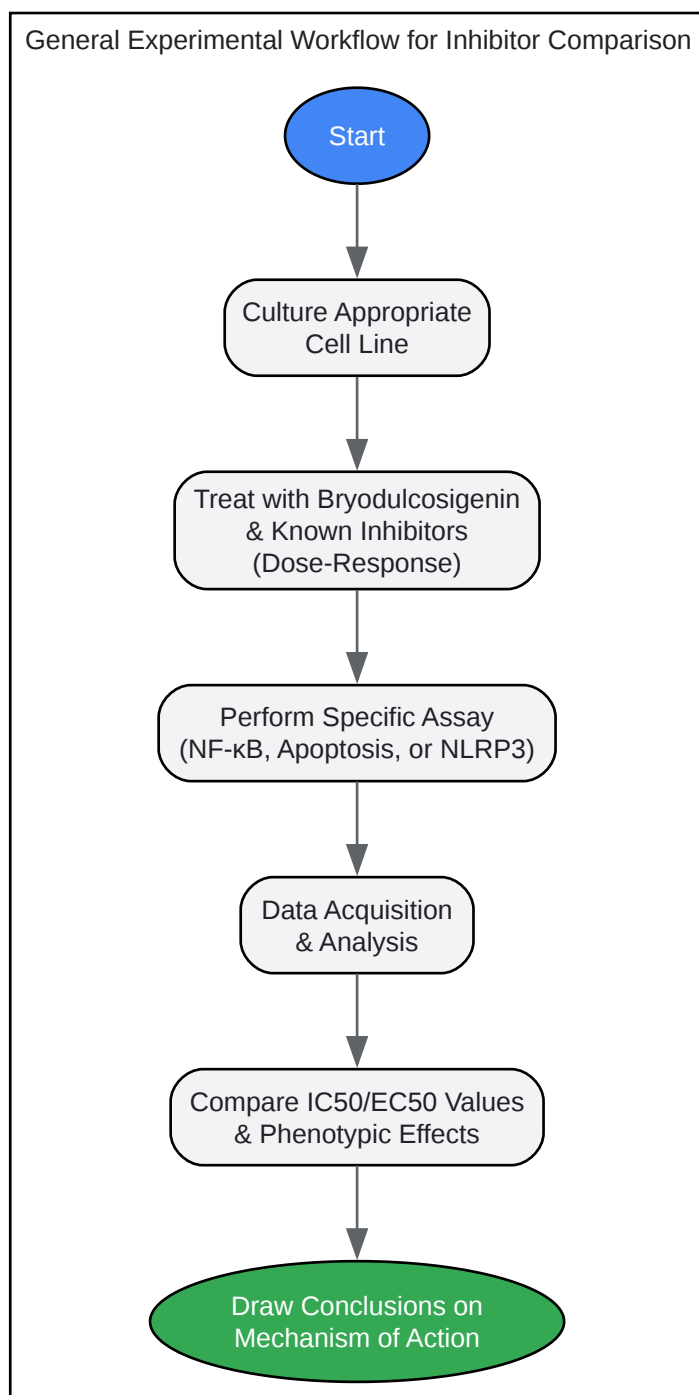 General Experimental Workflow for Inhibitor Comparison
Start
Culture Appropriate
Cell Line
Treat with Bryodulcosigenin
& Known Inhibitors
(Dose-Response)
Perform Specific Assay
(NF-κB, Apoptosis, or NLRP3)
Data Acquisition
& Analysis
Compare IC50/EC50 Values
& Phenotypic Effects
Draw Conclusions on
Mechanism of Action